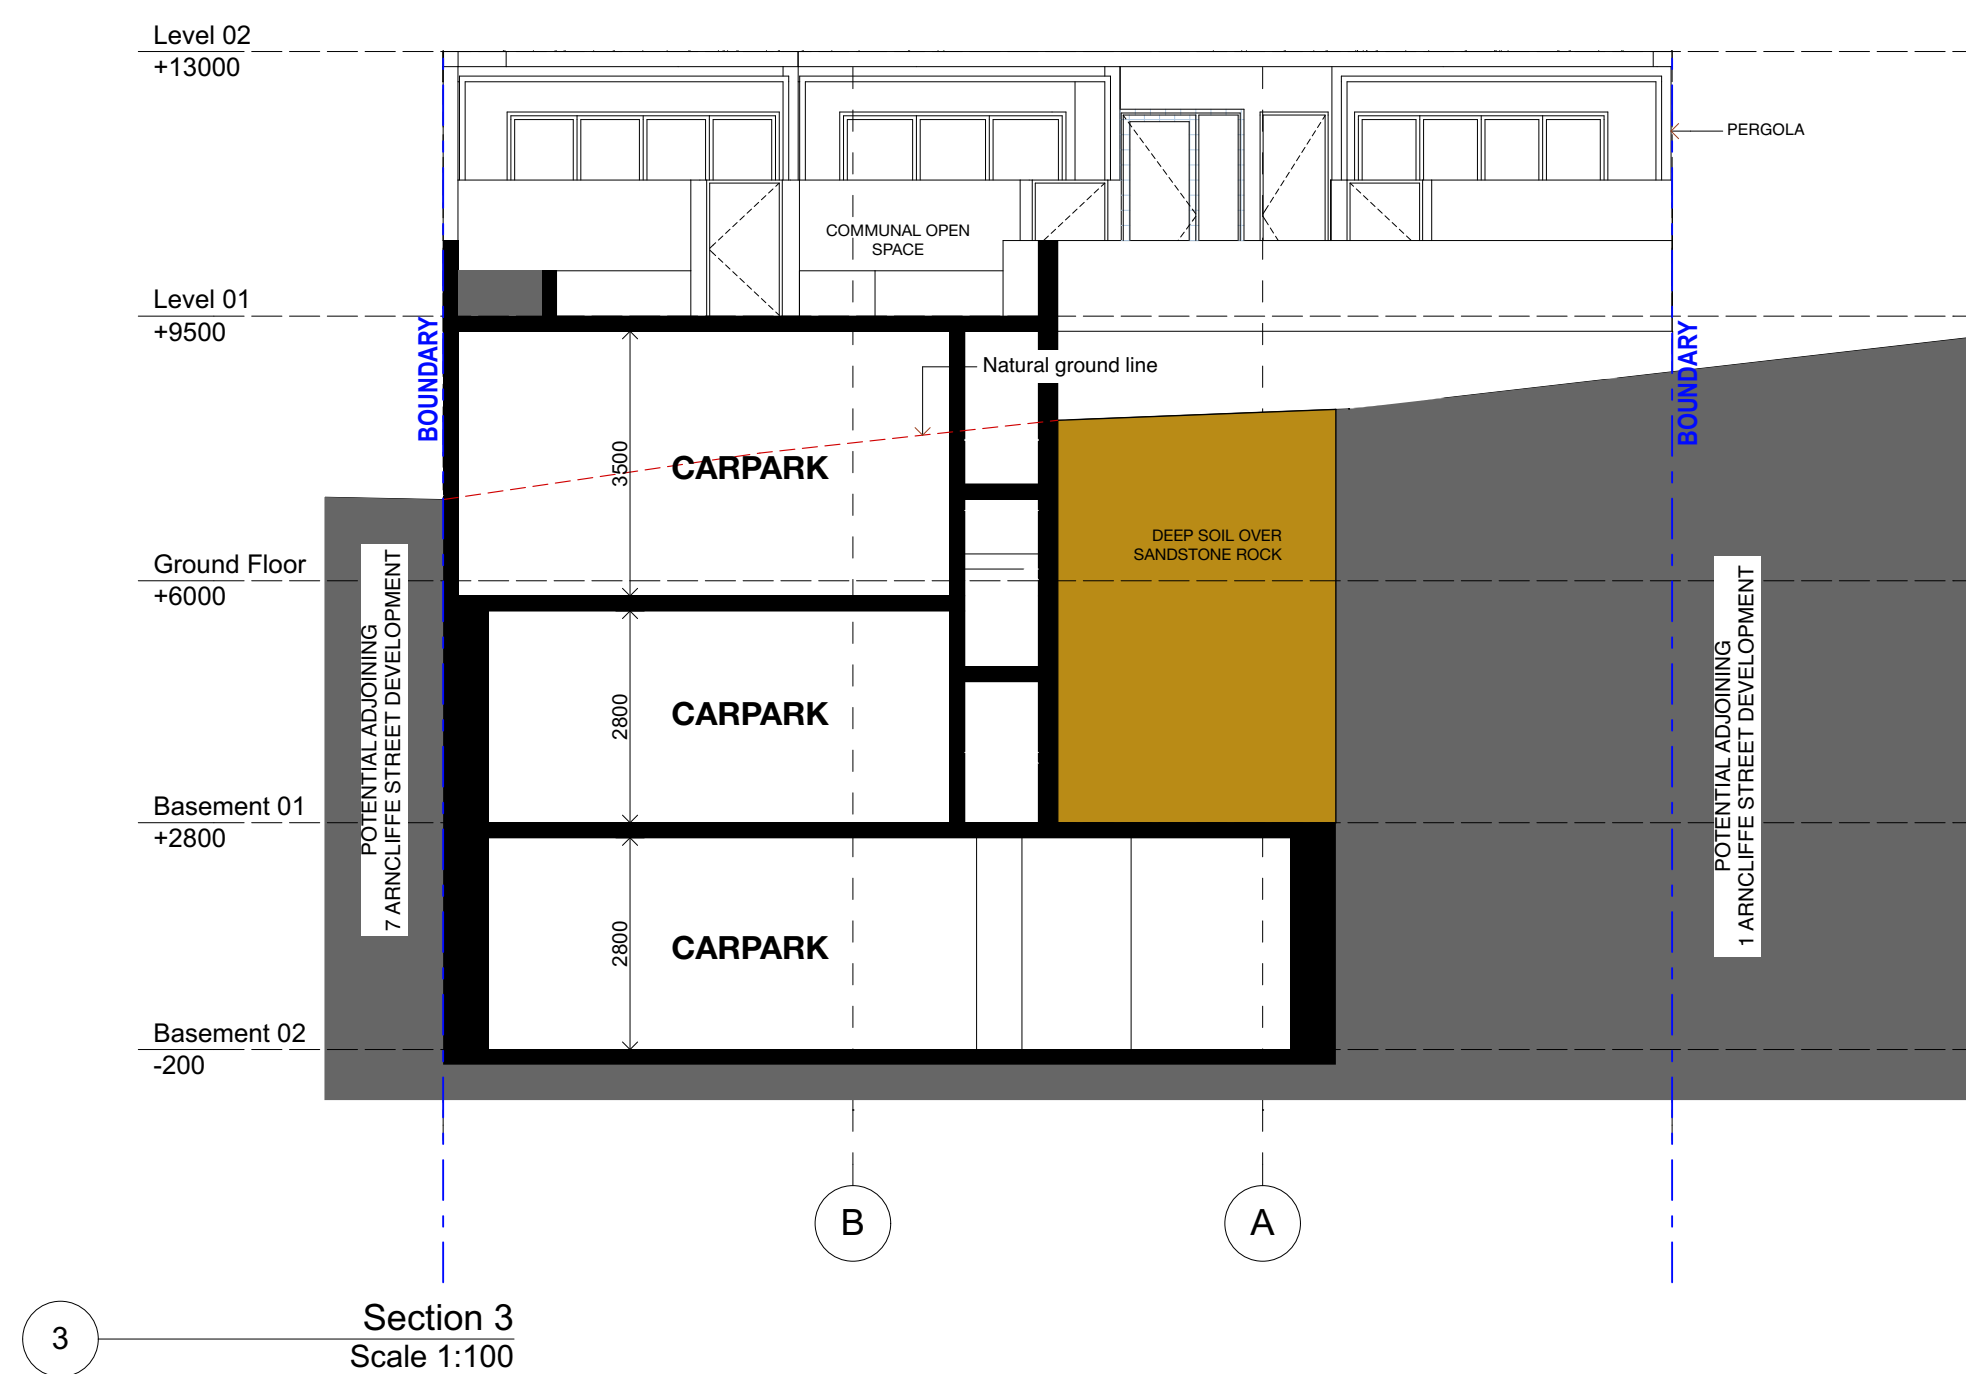 Level 02
+13000
PERGOLA
COMMUNAL OPEN
SPACE
Level 01
+9500
BOUNDARY
BOUNDARY
Natural ground line
3500
CARPARK
DEEP SOIL OVER
SANDSTONE ROCK
Ground Floor
+6000
POTENTIAL ADJOINING
7 ARNCLIFFE STREET DEVELOPMENT
POTENTIAL ADJOINING
1 ARNCLIFFE STREET DEVELOPMENT
2800
CARPARK
Basement 01
+2800
2800
CARPARK
Basement 02
-200
B
A
3
Section 3
Scale 1:100